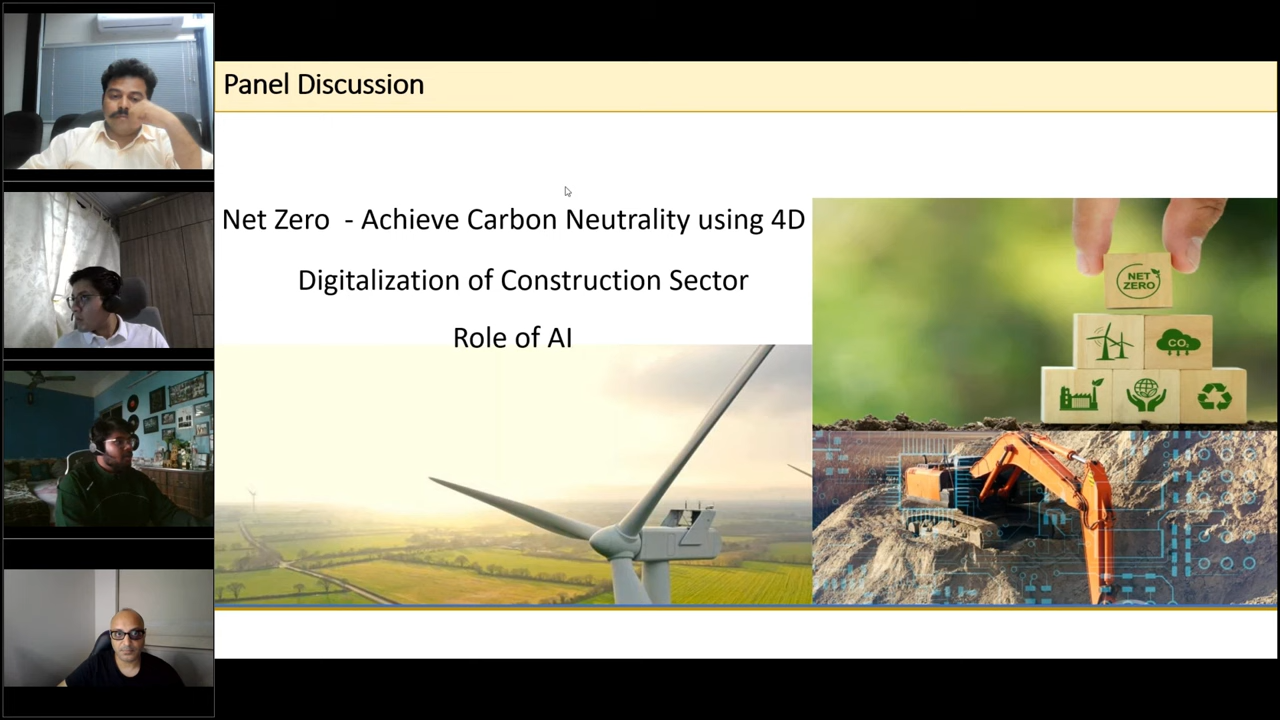 Panel Discussion
Net Zero - Achieve Carbon Neutrality using 4D
Digitalization of Construction Sector
Role of AI
NET
ZERO
CO₂